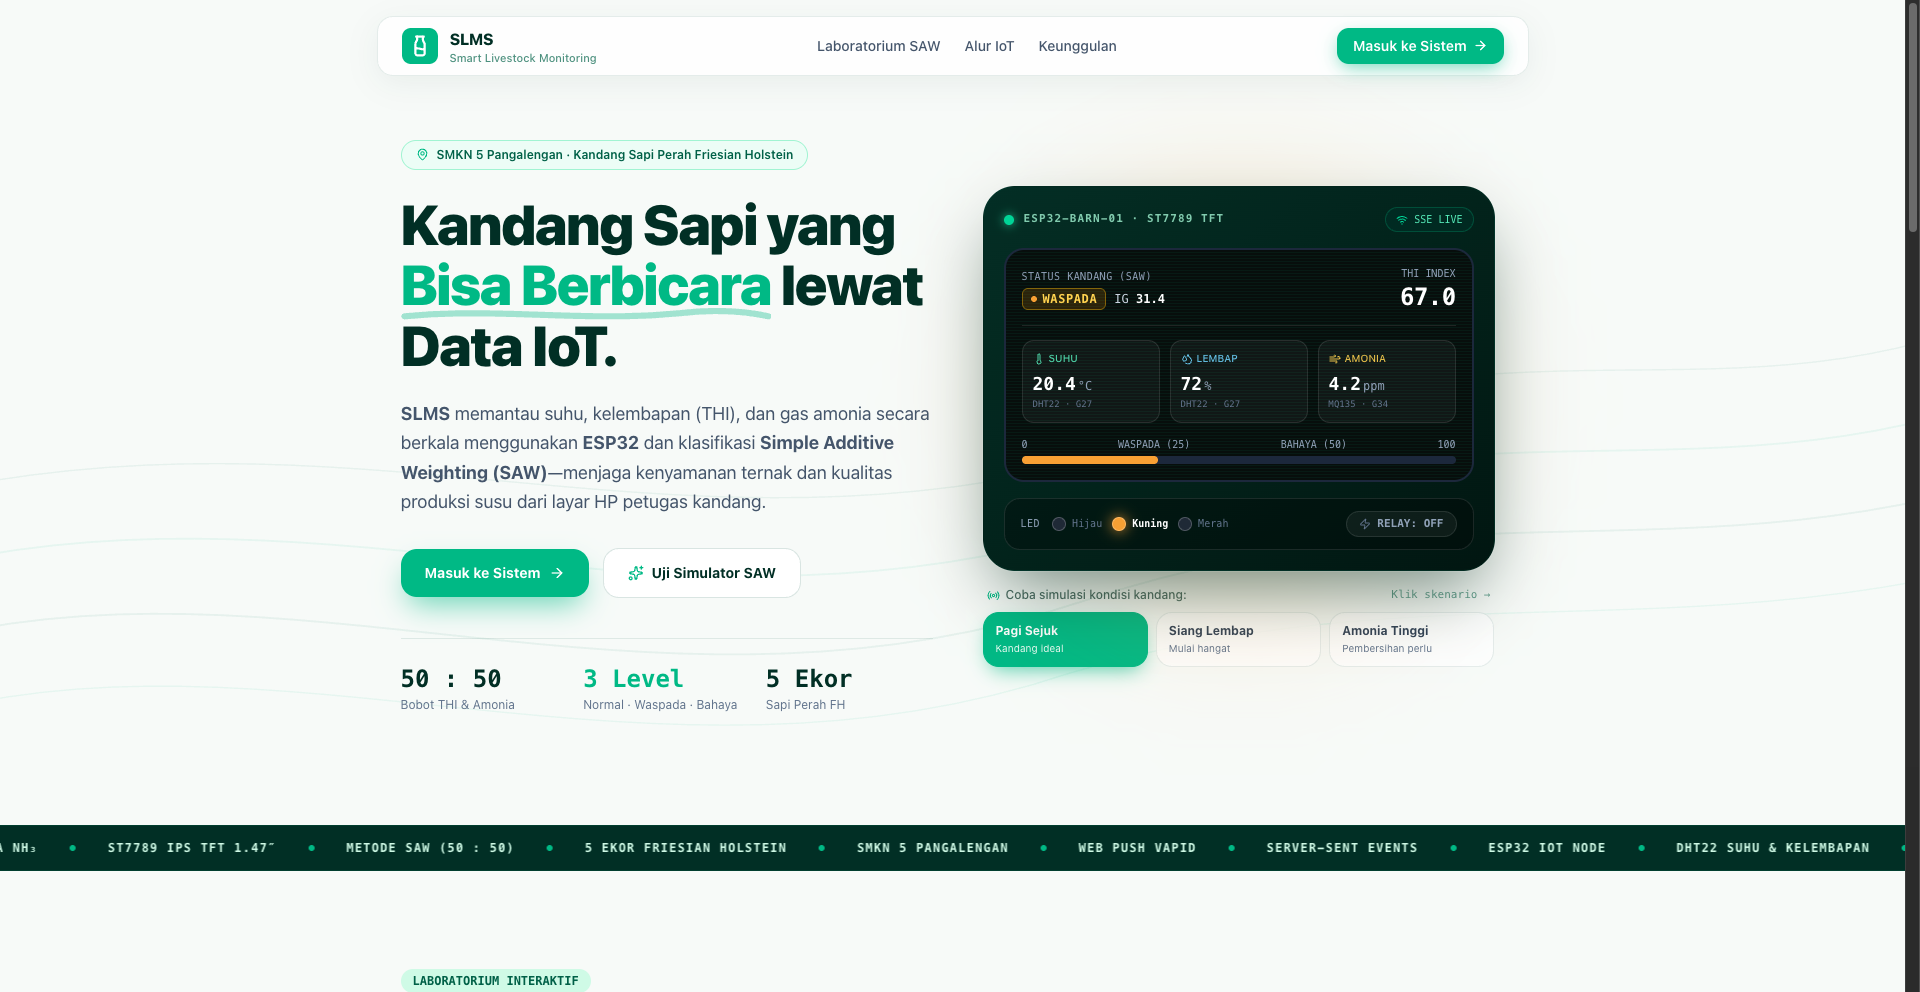 SLMS
Smart Livestock Monitoring
Laboratorium SAW
Alur IoT
Keunggulan
Masuk ke Sistem →
SMKN 5 Pangalengan · Kandang Sapi Perah Friesian Holstein
Kandang Sapi yang
Bisa Berbicara lewat
Data IoT.
SLMS memantau suhu, kelembapan (THI), dan gas amonia secara
berkala menggunakan ESP32 dan klasifikasi Simple Additive
Weighting (SAW)—menjaga kenyamanan ternak dan kualitas
produksi susu dari layar HP petugas kandang.
Masuk ke Sistem →
Uji Simulator SAW
50 : 50
Bobot THI & Amonia
3 Level
Normal · Waspada · Bahaya
5 Ekor
Sapi Perah FH
ESP32-BARN-01 · ST7789 TFT
SSE LIVE
STATUS KANDANG (SAW)
WASPADA IG 31.4
THI INDEX
67.0
SUHU
20.4 °C
DHT22 · G27
LEMBAP
72 %
DHT22 · G27
AMONIA
4.2 ppm
MQ135 · G34
0 WASPADA (25) BAHAYA (50) 100
LED Hijau Kuning Merah
RELAY: OFF
Coba simulasi kondisi kandang:
Klik skenario →
Pagi Sejuk
Kandang ideal
Siang Lembap
Mulai hangat
Amonia Tinggi
Pembersihan perlu
NH₃ • ST7789 IPS TFT 1.47″ • METODE SAW (50 : 50) • 5 EKOR FRIESIAN HOLSTEIN • SMKN 5 PANGALENGAN • WEB PUSH VAPID • SERVER-SENT EVENTS • ESP32 IOT NODE • DHT22 SUHU & KELEMBAPAN •
LABORATORIUM INTERAKTIF